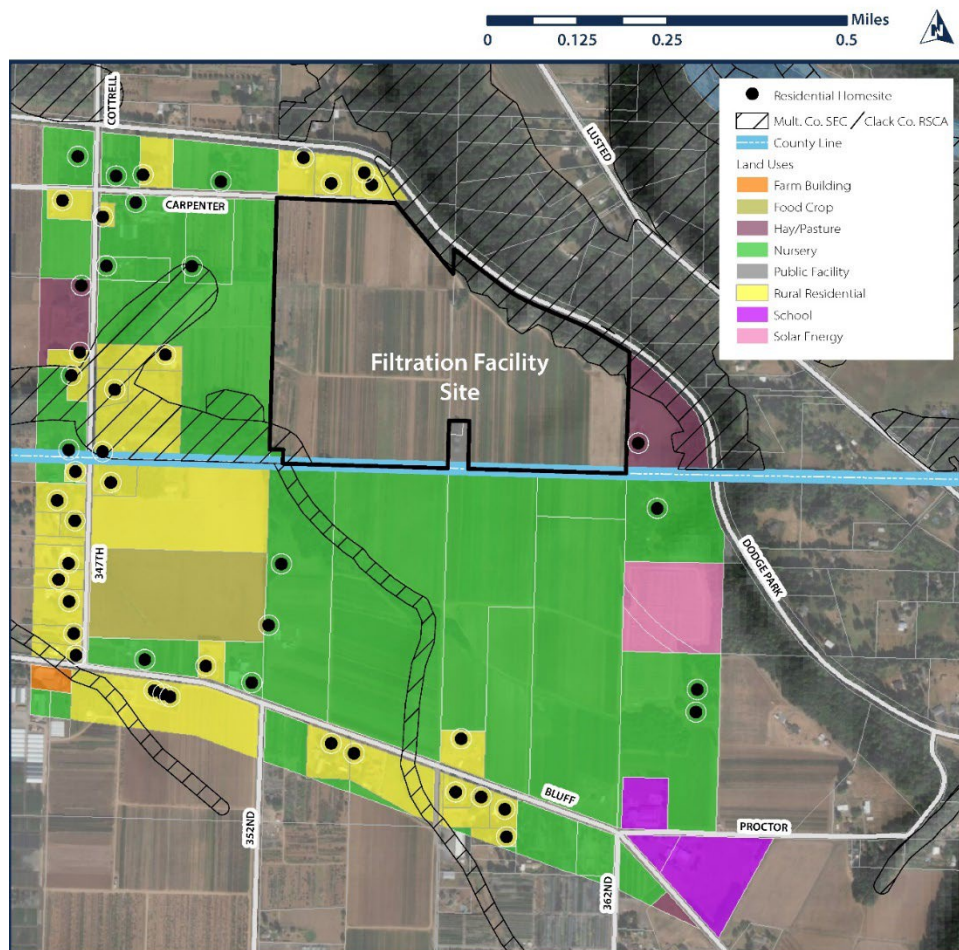 Miles
0 0.125 0.25 0.5
N
COTTRELL
LUSTED
CARPENTER
Residential Homesite
Mult. Co. SEC / Clack Co. RSCA
County Line
Land Uses
Farm Building
Food Crop
Hay/Pasture
Nursery
Public Facility
Rural Residential
School
Solar Energy
Filtration Facility
Site
347TH
DODGE PARK
352ND
BLUFF
362ND
PROCTOR